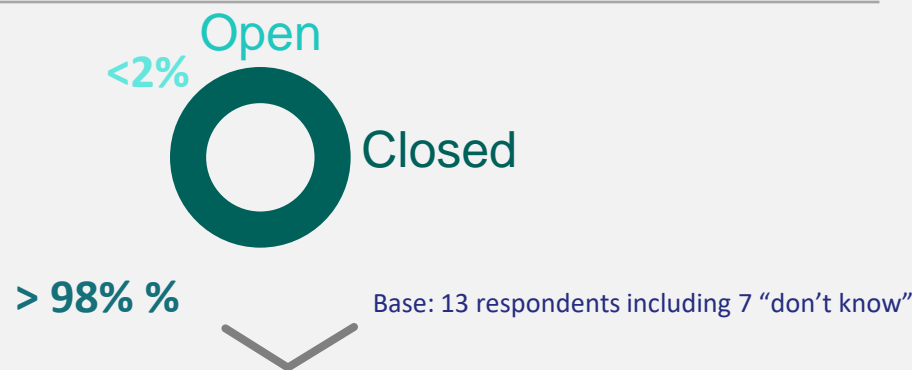 Open
<2%
Closed
> 98% %
Base: 13 respondents including 7 “don’t know”